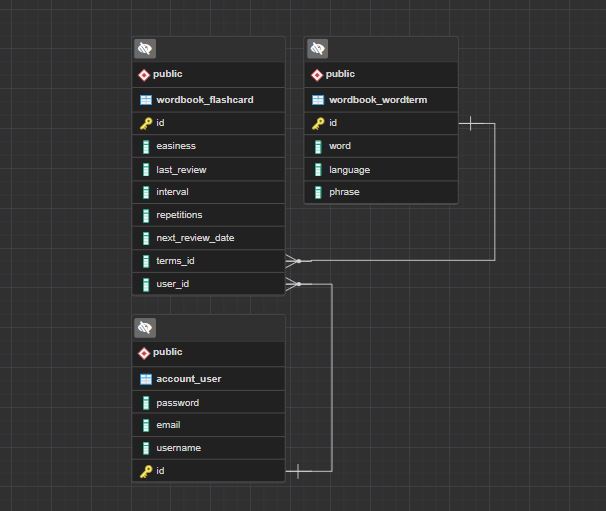 public
wordbook_flashcard
id
easiness
last_review
interval
repetitions
next_review_date
terms_id
user_id
public
wordbook_wordterm
id
word
language
phrase
public
account_user
password
email
username
id